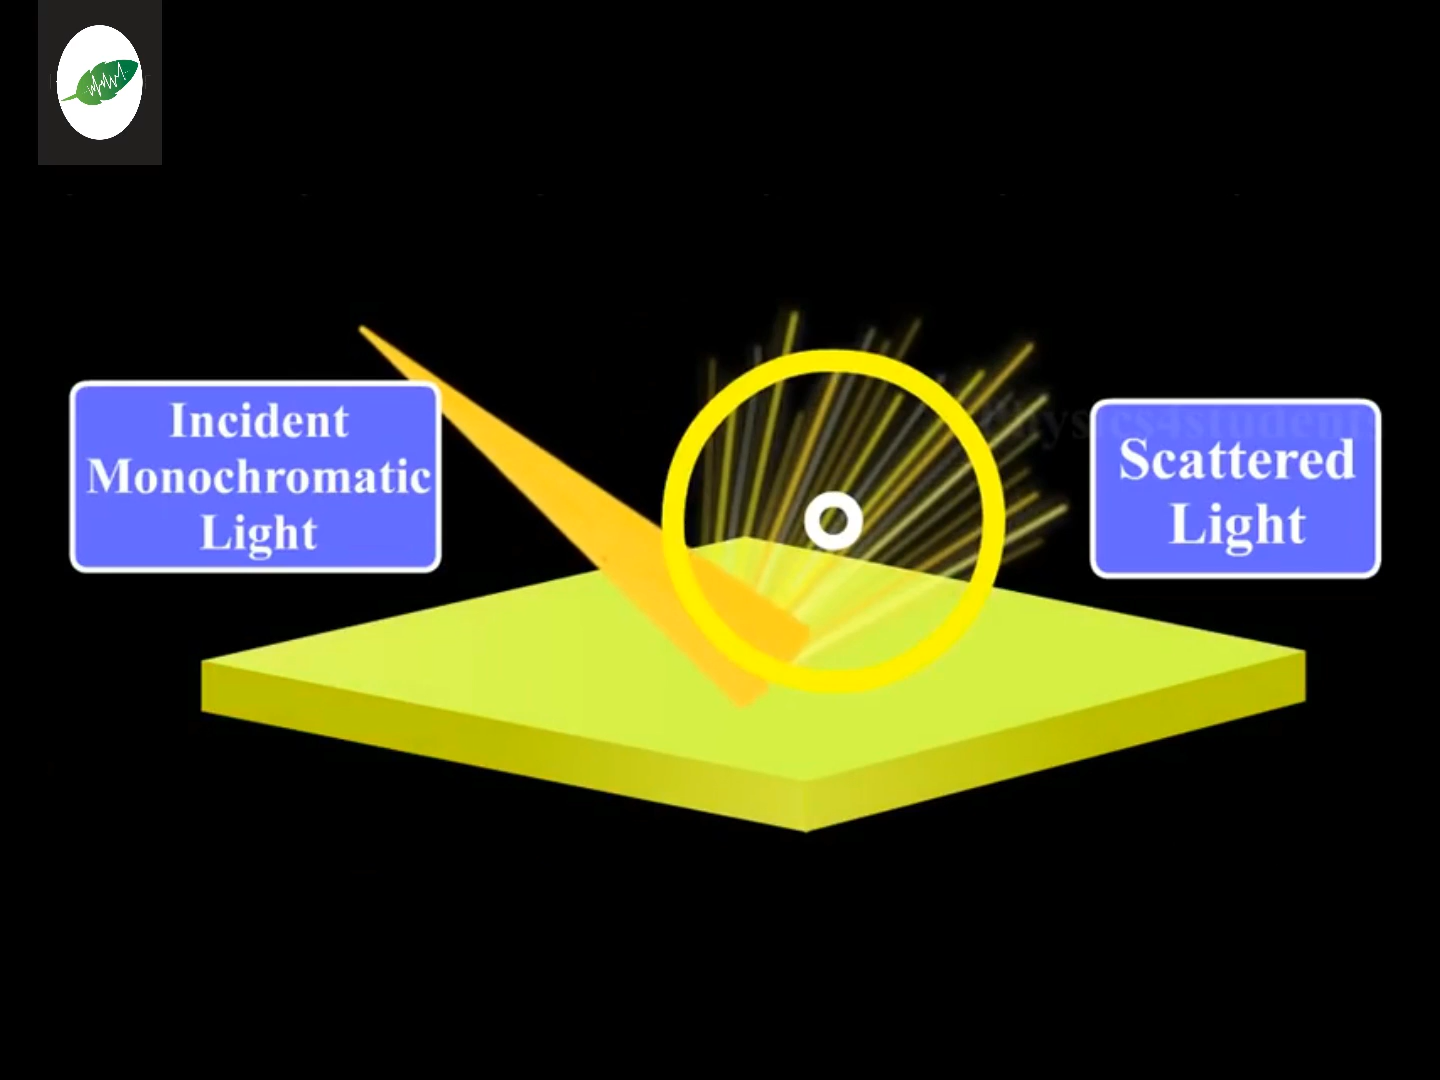 Incident
Monochromatic
Light
Scattered
Light